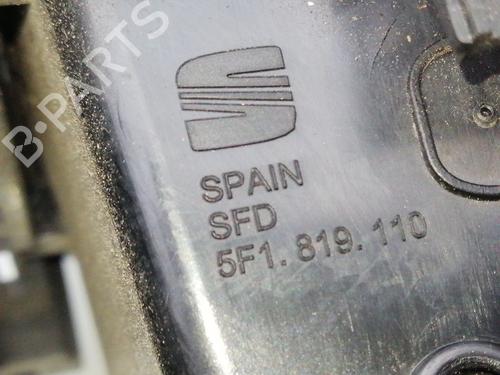 B-PARTS
SPAIN
SFD
5F1. 819. 110